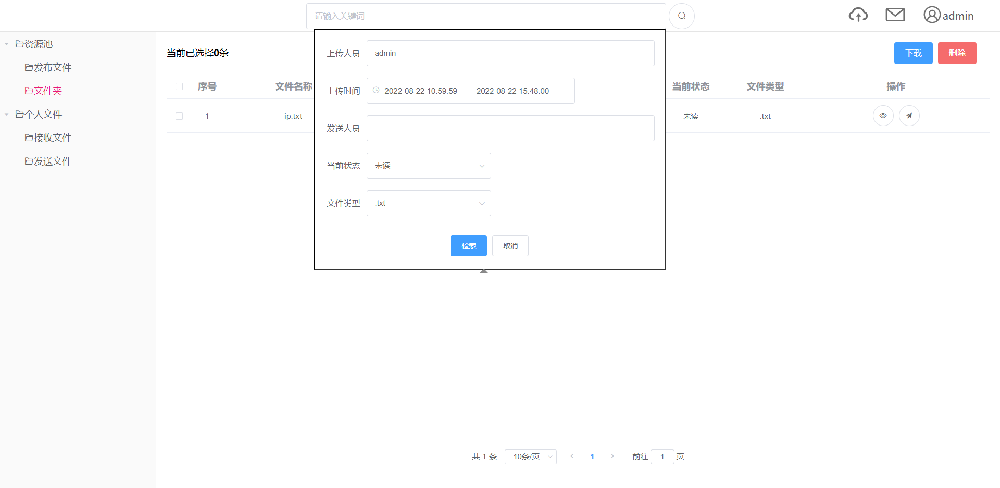 请输入关键词
admin
资源池
发布文件
文件夹
个人文件
接收文件
发送文件
当前已选择0条
下载 删除
序号 文件名称 当前状态 文件类型 操作
1 ip.txt 未读 .txt
上传人员 admin
上传时间 2022-08-22 10:59:59 - 2022-08-22 15:48:00
发送人员
当前状态 未读
文件类型 .txt
检索 取消
共 1 条 10条/页 1 前往 1 页